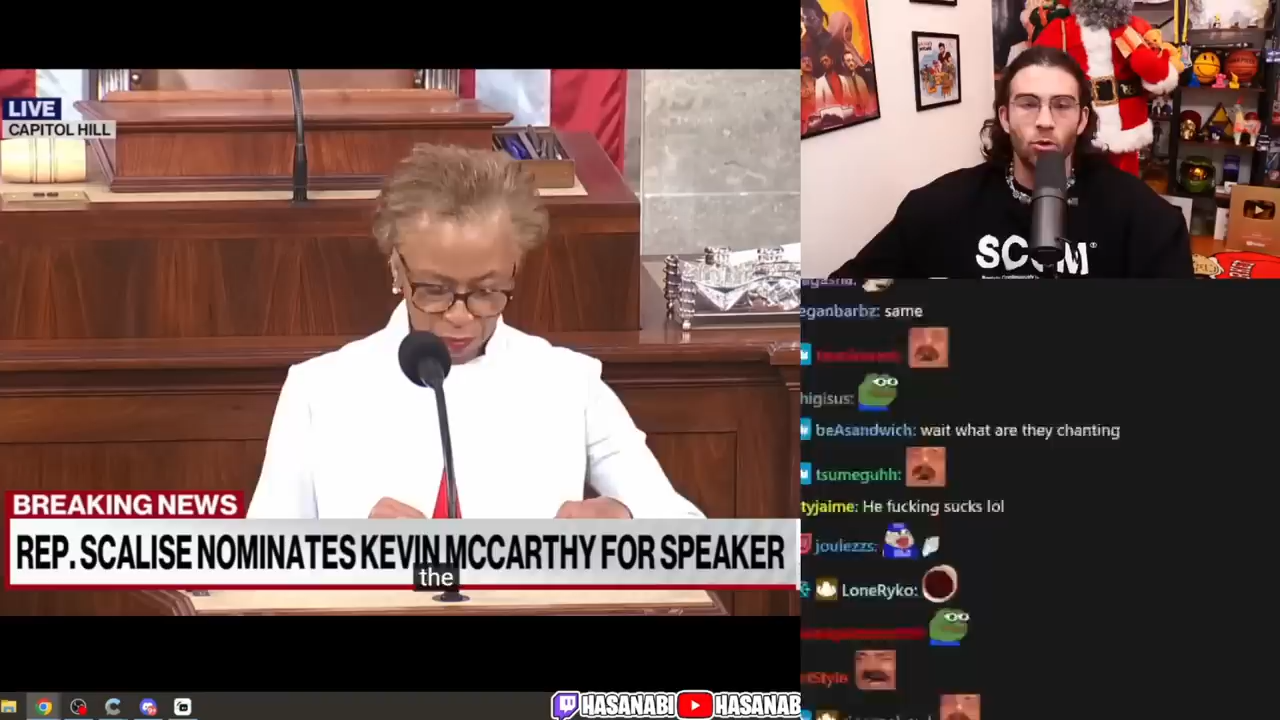 LIVE
CAPITOL HILL
BREAKING NEWS
REP. SCALISE NOMINATES KEVIN MCCARTHY FOR SPEAKER
the
HASANABI
HASANAB
eganbarbz: same
higisus:
beAsandwich: wait what are they chanting
tsumeguhh:
tyjaime: He fucking sucks lol
joulezzs:
LoneRyko: